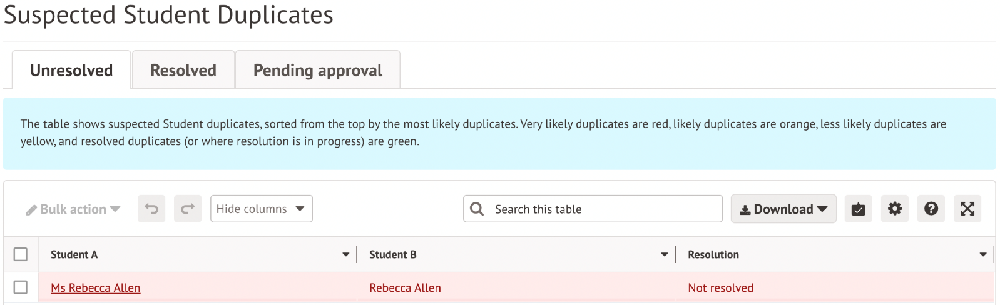 Suspected Student Duplicates
Unresolved
Resolved
Pending approval
The table shows suspected Student duplicates, sorted from the top by the most likely duplicates. Very likely duplicates are red, likely duplicates are orange, less likely duplicates are
yellow, and resolved duplicates (or where resolution is in progress) are green.
Bulk action
Hide columns
Search this table
Download
Student A
Student B
Resolution
Ms Rebecca Allen
Rebecca Allen
Not resolved